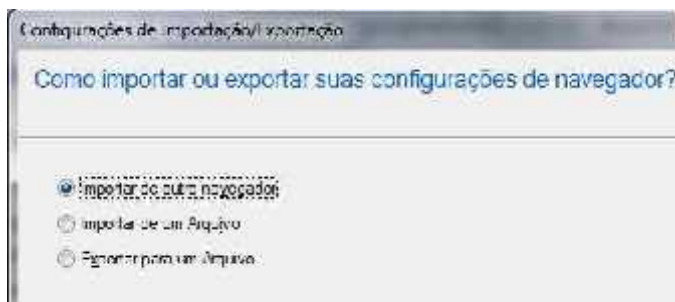 Configurações de Importação/Exportação
Como importar ou exportar suas configurações de navegador?
Importar de outro navegador
Importar de um Arquivo
Exportar para um Arquivo